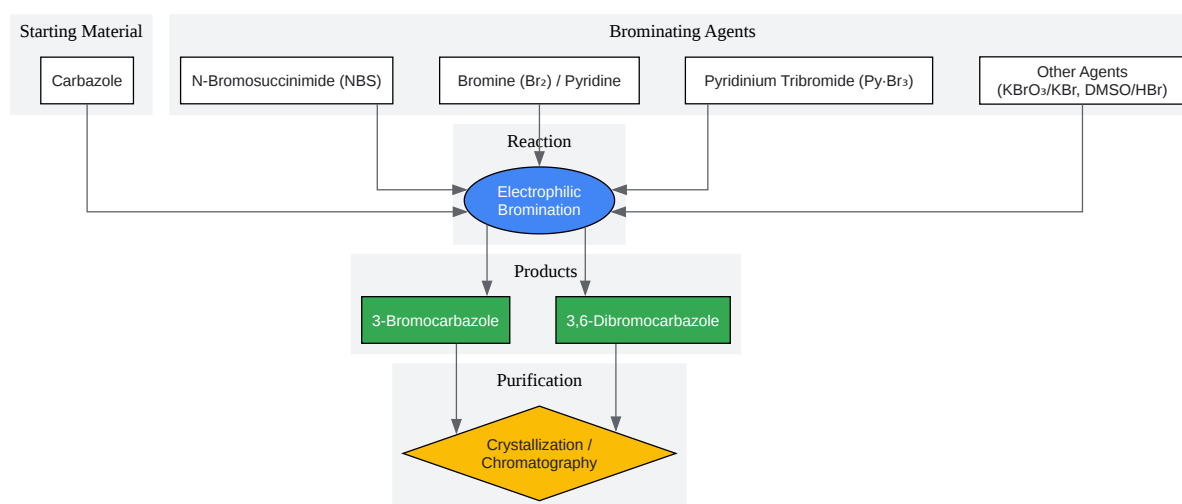 Starting Material
Brominating Agents
Carbazole
N-Bromosuccinimide (NBS)
Bromine (Br₂) / Pyridine
Pyridinium Tribromide (Py·Br₃)
Other Agents
(KBrO₃/KBr, DMSO/HBr)
Reaction
Electrophilic
Bromination
Products
3-Bromocarbazole
3,6-Dibromocarbazole
Purification
Crystallization /
Chromatography